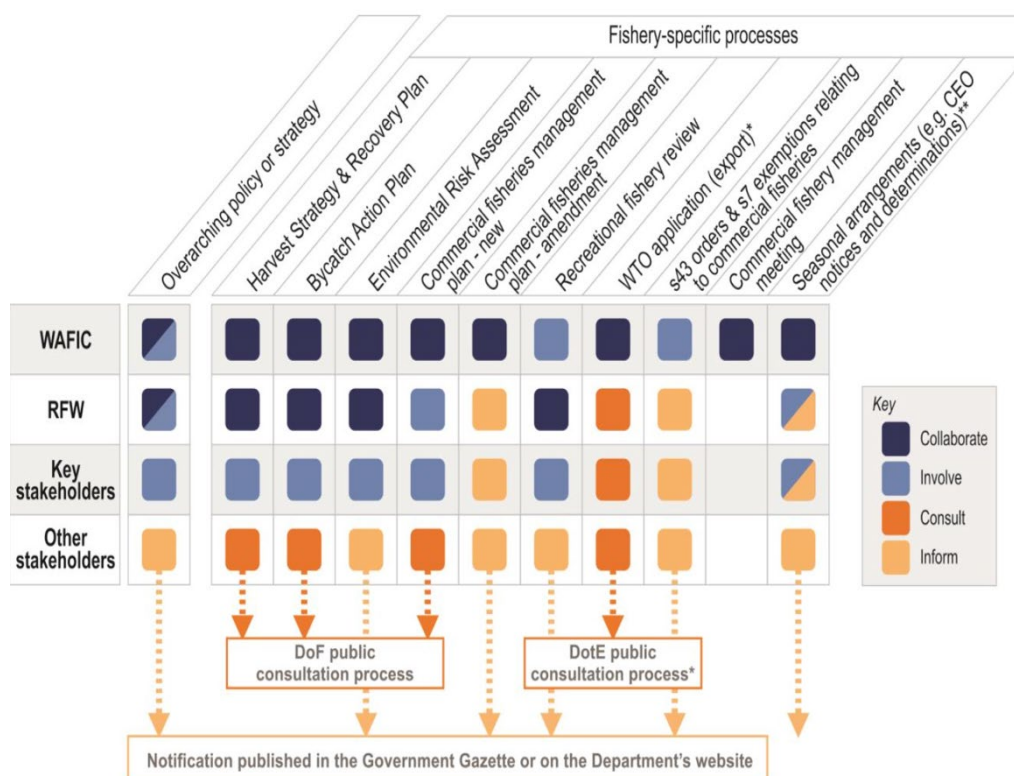 Fishery-specific processes
Overarching policy or strategy
Harvest Strategy & Recovery Plan
Bycatch Action Plan
Environmental Risk Assessment
Commercial fisheries management
plan - new
Commercial fisheries management
plan - amendment
Recreational fishery review
WTO application (export)*
s43 orders & s7 exemptions relating
to commercial fisheries
Commercial fishery management
meeting
Seasonal arrangements (e.g. CEO
notices and determinations)**
WAFIC
RFW
Key
stakeholders
Other
stakeholders
Key
Collaborate
Involve
Consult
Inform
DoF public
consultation process
DotE public
consultation process*
Notification published in the Government Gazette or on the Department's website